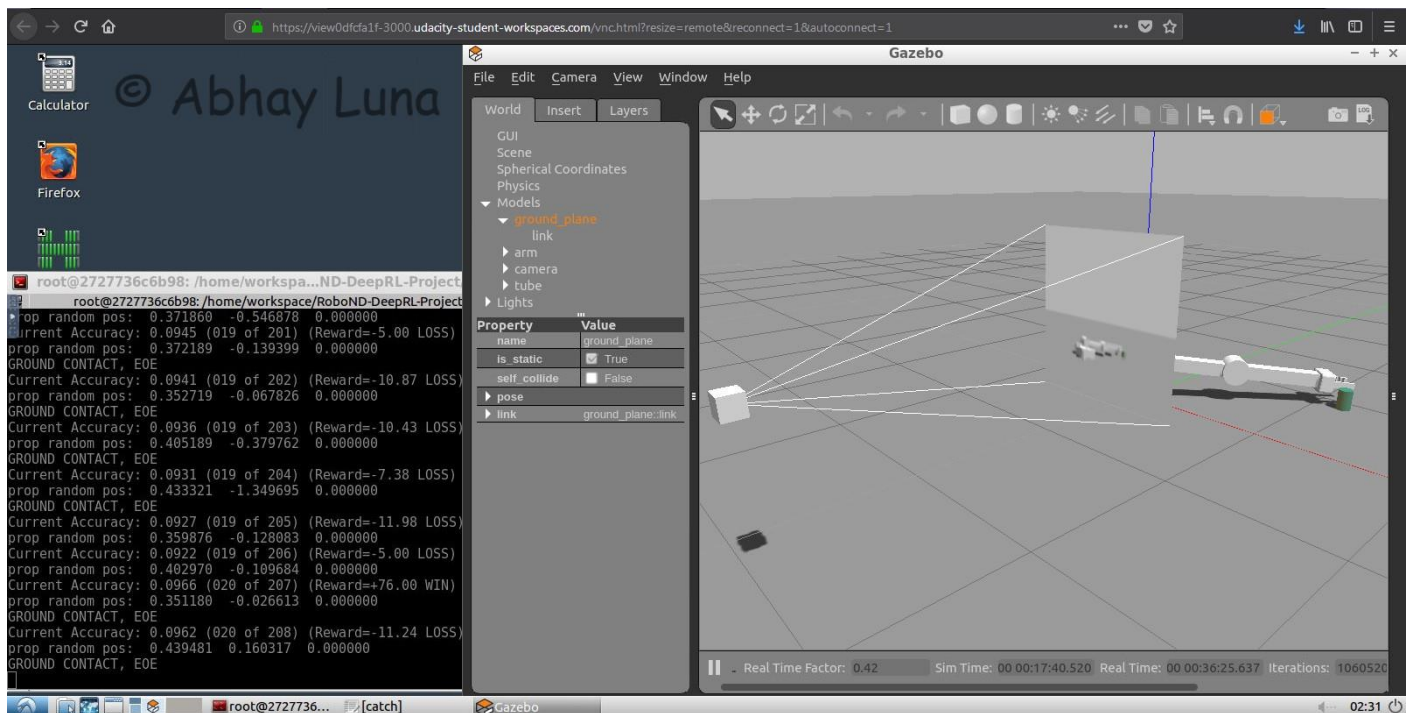 https://view0dfcfa1f-3000.udacity-student-workspaces.com/vnc.html?resize=remote&reconnect=1&autoconnect=1
Calculator
© Abhay Luna
Firefox
root@2727736c6b98: /home/workspa...ND-DeepRL-Project
root@2727736c6b98: /home/workspace/RoboND-DeepRL-Project
prop random pos: 0.371860 -0.546878 0.000000
Current Accuracy: 0.0945 (019 of 201) (Reward=-5.00 LOSS)
prop random pos: 0.372189 -0.139399 0.000000
GROUND CONTACT, EOE
Current Accuracy: 0.0941 (019 of 202) (Reward=-10.87 LOSS)
prop random pos: 0.352719 -0.067826 0.000000
GROUND CONTACT, EOE
Current Accuracy: 0.0936 (019 of 203) (Reward=-10.43 LOSS)
prop random pos: 0.405189 -0.379762 0.000000
GROUND CONTACT, EOE
Current Accuracy: 0.0931 (019 of 204) (Reward=-7.38 LOSS)
prop random pos: 0.433321 -1.349695 0.000000
GROUND CONTACT, EOE
Current Accuracy: 0.0927 (019 of 205) (Reward=-11.98 LOSS)
prop random pos: 0.359876 -0.128083 0.000000
Current Accuracy: 0.0922 (019 of 206) (Reward=-5.00 LOSS)
prop random pos: 0.402970 -0.109684 0.000000
Current Accuracy: 0.0966 (020 of 207) (Reward=+76.00 WIN)
prop random pos: 0.351180 -0.026613 0.000000
GROUND CONTACT, EOE
Current Accuracy: 0.0962 (020 of 208) (Reward=-11.24 LOSS)
prop random pos: 0.439481 0.160317 0.000000
GROUND CONTACT, EOE
Gazebo
File Edit Camera View Window Help
World Insert Layers
GUI
Scene
Spherical Coordinates
Physics
Models
ground_plane
link
arm
camera
tube
Lights
Property Value
name ground_plane
is_static True
self_collide False
pose
link ground_plane::link
LOG
Real Time Factor: 0.42 Sim Time: 00 00:17:40.520 Real Time: 00 00:36:25.637 Iterations: 1060520
root@2727736... [catch] Gazebo 02:31